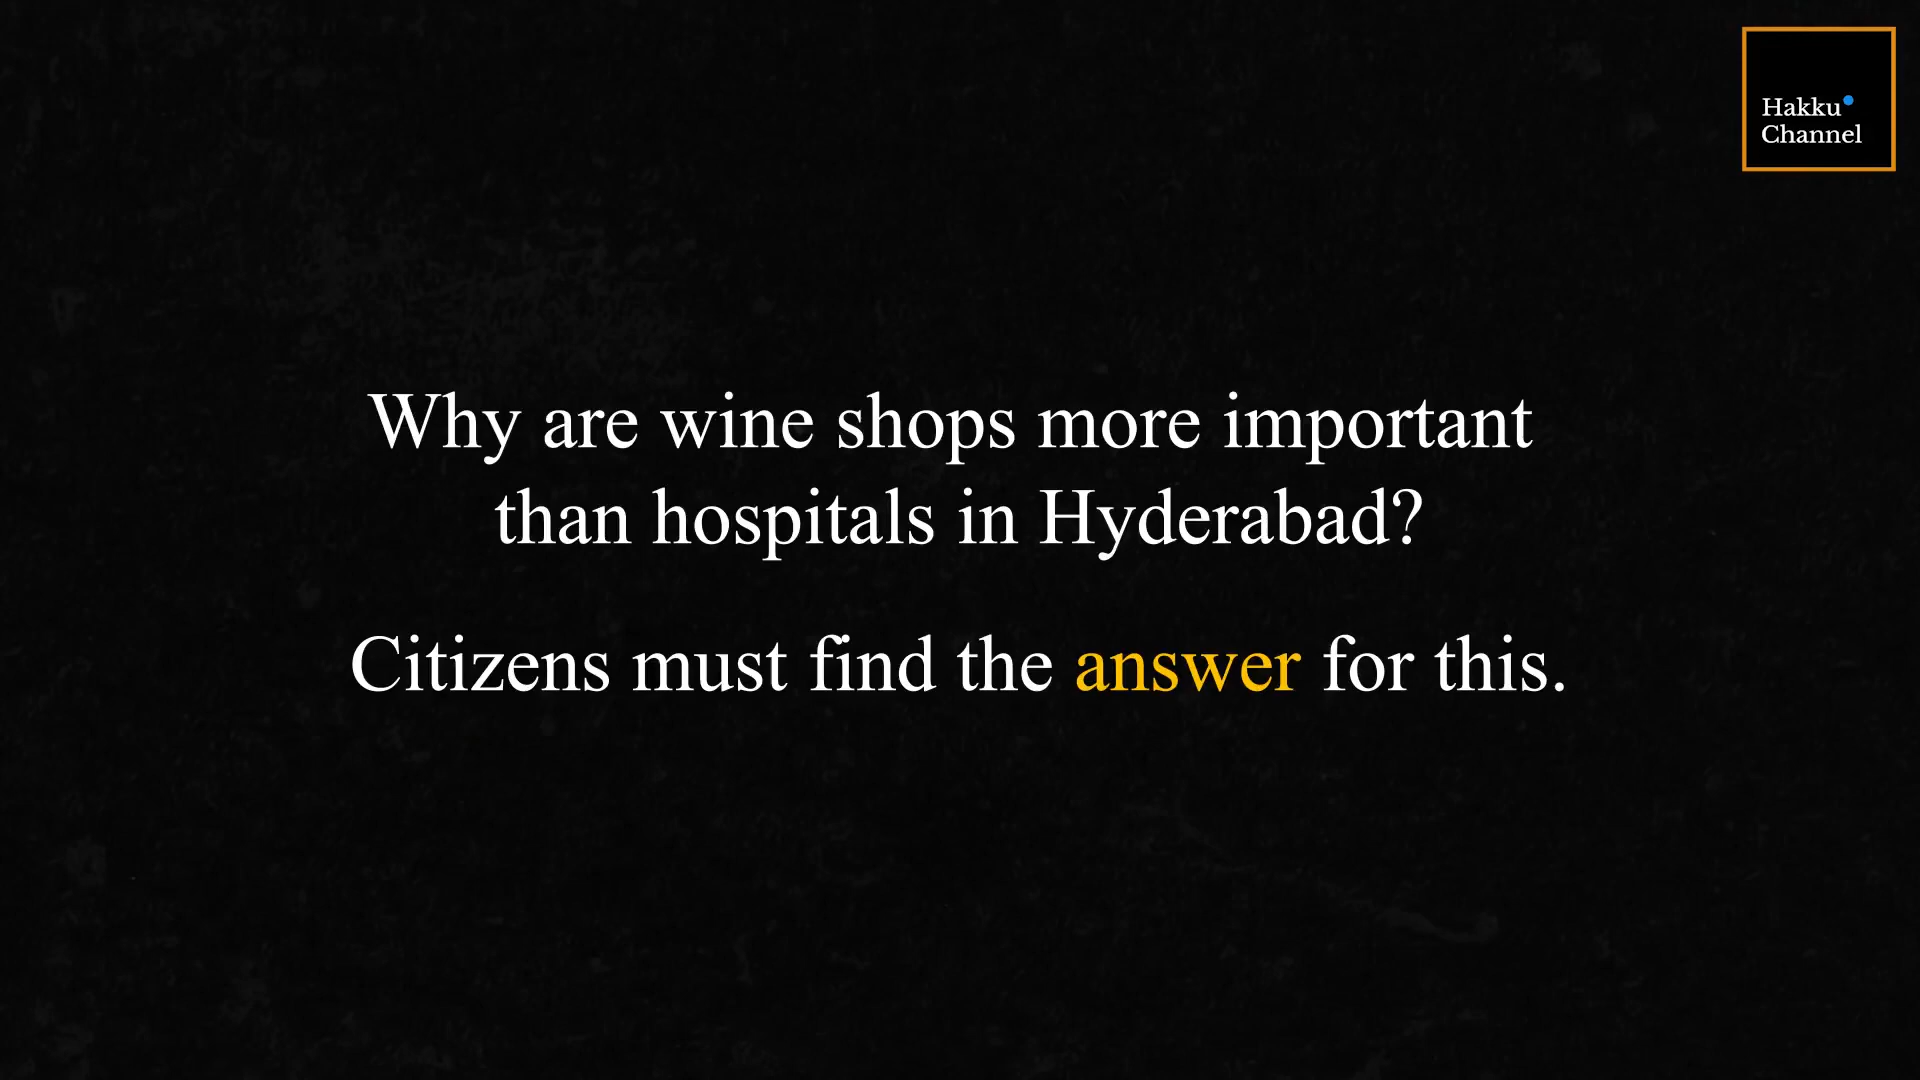 Hakku
Channel
Why are wine shops more important
than hospitals in Hyderabad?
Citizens must find the answer for this.